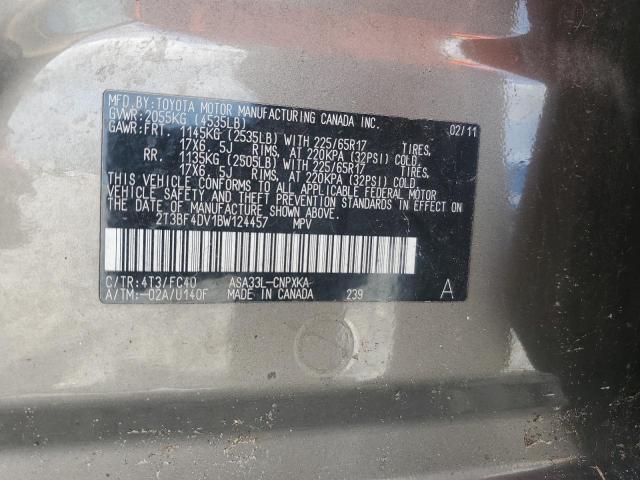 MFD.BY:TOYOTA MOTOR MANUFACTURING CANADA INC.
GVWR:2055KG (4535LB) 02/11
GAWR:FRT. 1145KG (2535LB) WITH 225/65R17 TIRES,
17X6.5J RIMS, AT 220KPA (32PSI) COLD.
RR. 1135KG (2505LB) WITH 225/65R17 TIRES,
17X6.5J RIMS, AT 220KPA (32PSI) COLD.
THIS VEHICLE CONFORMS TO ALL APPLICABLE FEDERAL MOTOR
VEHICLE SAFETY, AND THEFT PREVENTION STANDARDS IN EFFECT ON
THE DATE OF MANUFACTURE SHOWN ABOVE.
2T3BF4DV1BW124457 MPV
C/TR:4T3/FC40 ASA33L-CNPXKA
A/TM:-02A/U140F MADE IN CANADA 239 A